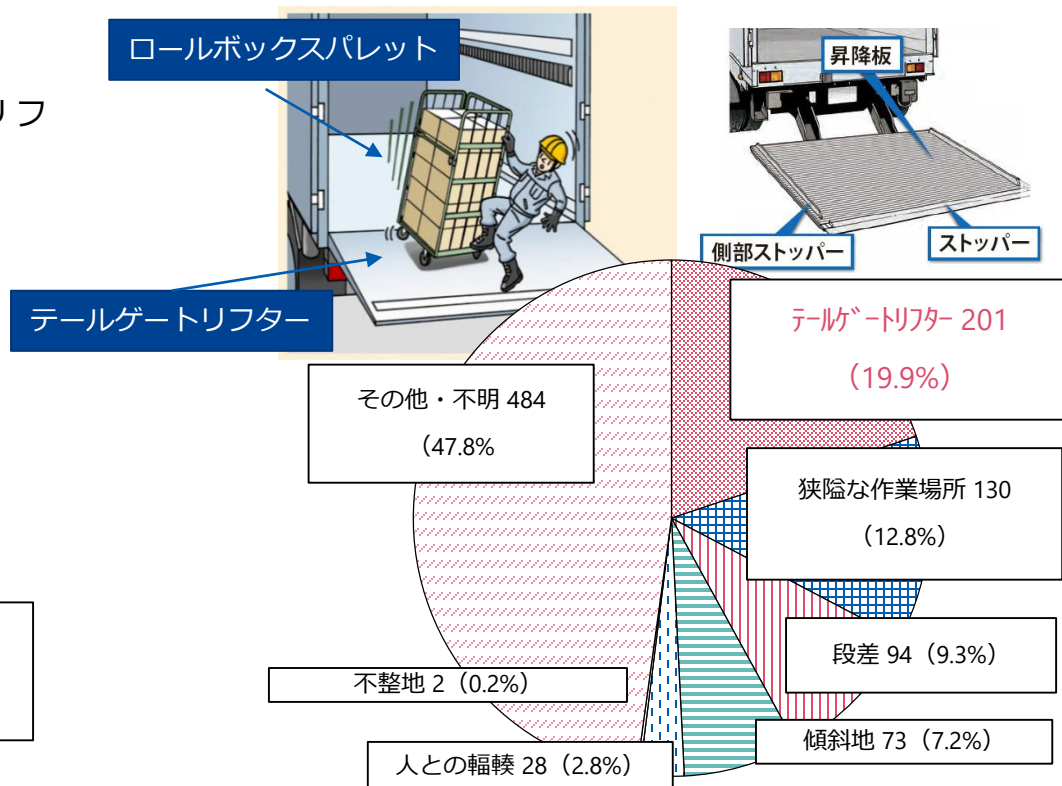 ロールボックスパレット
リフ
昇降板
側部ストッパー
ストッパー
テールゲートリフター
ﾃｰﾙｹﾞｰﾄﾘﾌﾀｰ 201
（19.9%）
その他・不明 484
(47.8%
狭隘な作業場所 130
（12.8%）
段差 94（9.3%）
不整地 2（0.2%）
傾斜地 73（7.2%）
人との輻輳 28（2.8%）